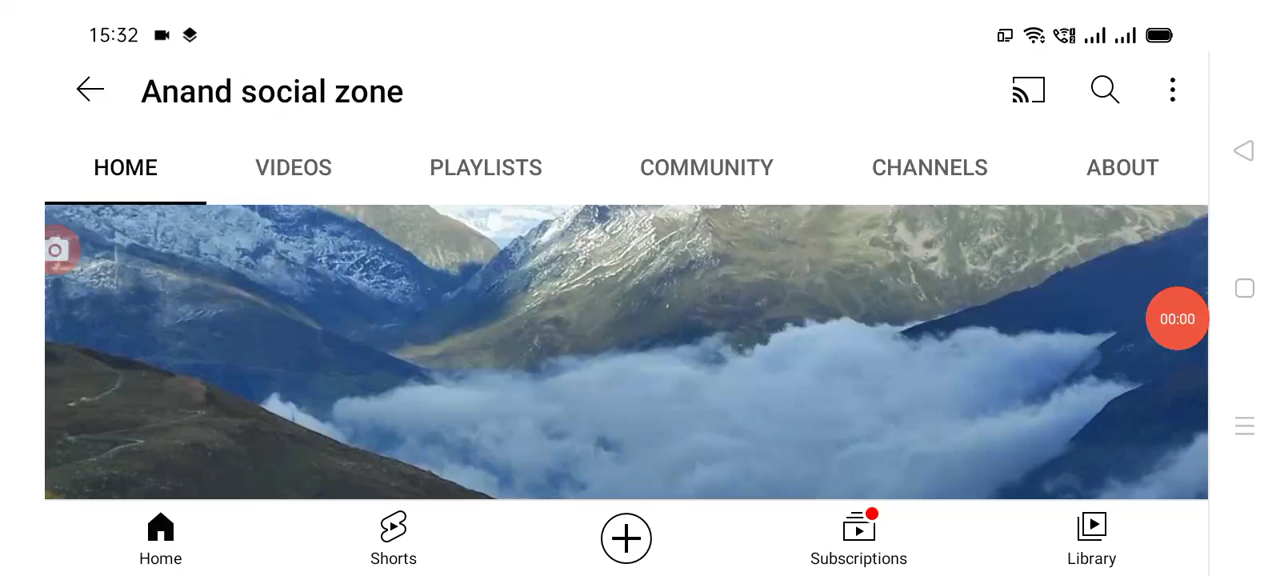 15:32
Anand social zone
HOME VIDEOS PLAYLISTS COMMUNITY CHANNELS ABOUT
00:00
Home Shorts Subscriptions Library